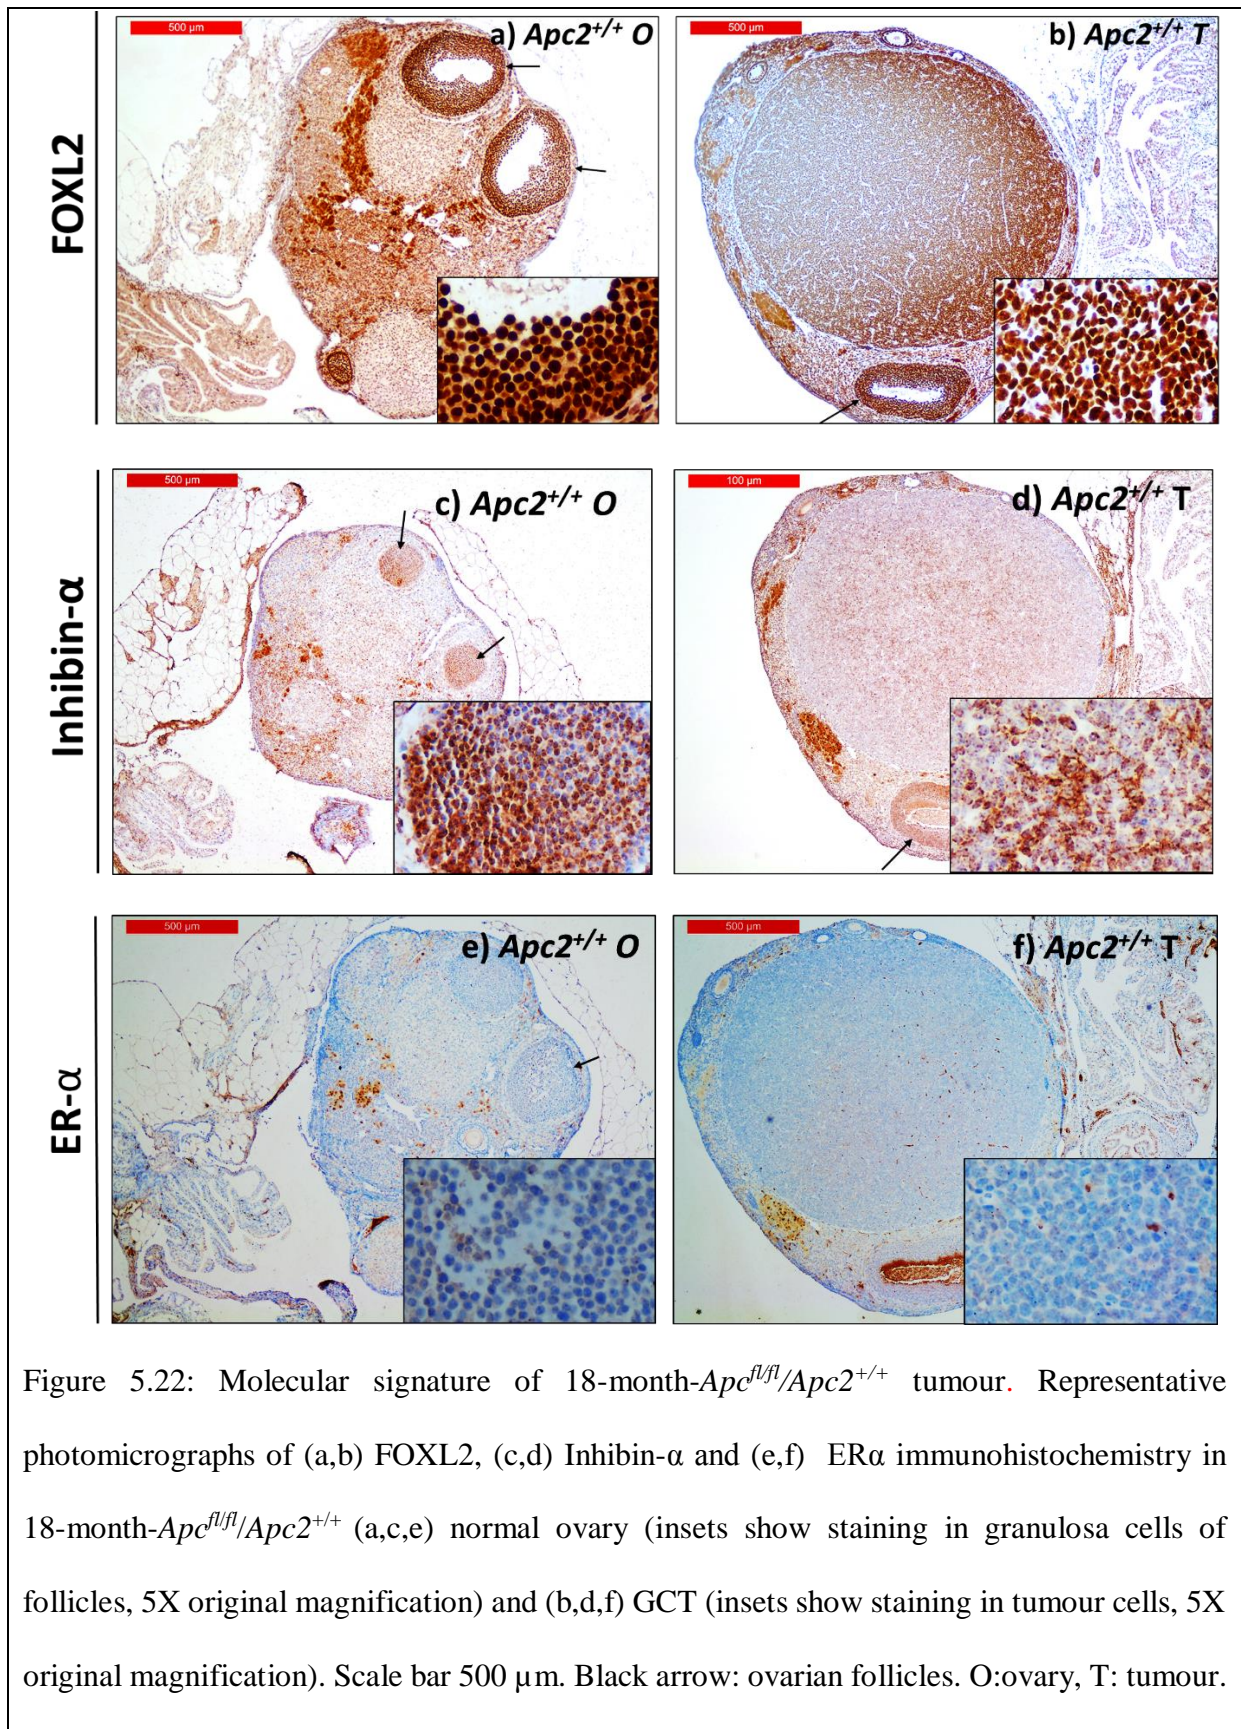 FOXL2
500 µm
a) Apc2+/+ O
500 µm
b) Apc2+/+ T
Inhibin-α
500 µm
c) Apc2+/+ O
100 µm
d) Apc2+/+ T
ER-α
500 µm
e) Apc2+/+ O
500 µm
f) Apc2+/+ T
Figure 5.22: Molecular signature of 18-month-Apcfl/fl/Apc2+/+ tumour. Representative
photomicrographs of (a,b) FOXL2, (c,d) Inhibin-α and (e,f) ERα immunohistochemistry in
18-month-Apcfl/fl/Apc2+/+ (a,c,e) normal ovary (insets show staining in granulosa cells of
follicles, 5X original magnification) and (b,d,f) GCT (insets show staining in tumour cells, 5X
original magnification). Scale bar 500 µm. Black arrow: ovarian follicles. O:ovary, T: tumour.